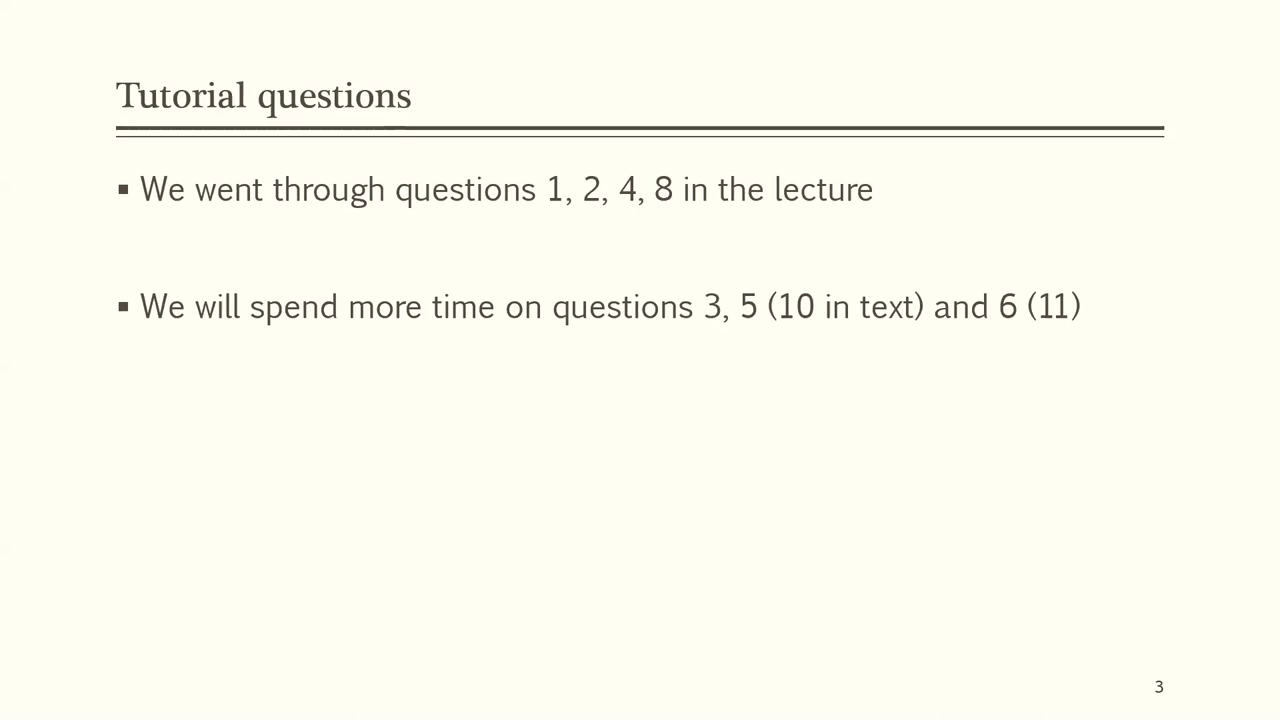 Tutorial questions
▪ We went through questions 1, 2, 4, 8 in the lecture
▪ We will spend more time on questions 3, 5 (10 in text) and 6 (11)
3